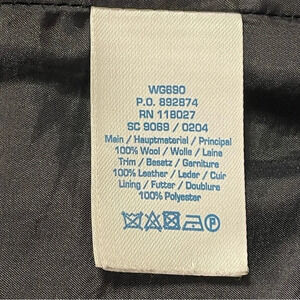 WG690
P.O. 892874
RN 118027
SC 9069 / 0204
Main / Hauptmaterial / Principal
100% Wool / Wolle / Laine
Trim / Besatz / Garniture
100% Leather / Leder / Cuir
Lining / Futter / Doublure
100% Polyester